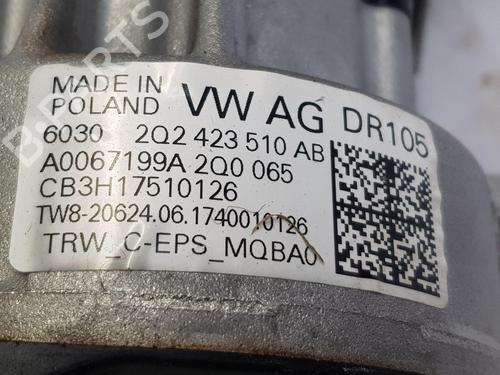 MADE IN
POLAND VW AG DR105
6030 2Q2 423 510 AB
A0067199A 2Q0 065
CB3H17510126
TW8-20624.06.1740010126
TRW_C-EPS_MQBA0
B-PARTS